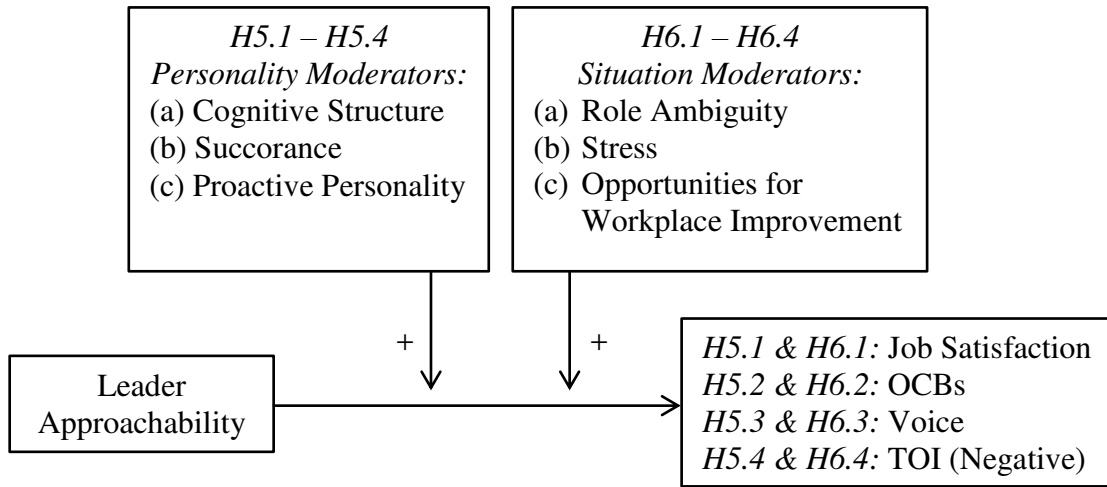 H5.1 – H5.4
Personality Moderators:
(a) Cognitive Structure
(b) Succorance
(c) Proactive Personality
H6.1 – H6.4
Situation Moderators:
(a) Role Ambiguity
(b) Stress
(c) Opportunities for
Workplace Improvement
+
+
Leader
Approachability
H5.1 & H6.1: Job Satisfaction
H5.2 & H6.2: OCBs
H5.3 & H6.3: Voice
H5.4 & H6.4: TOI (Negative)